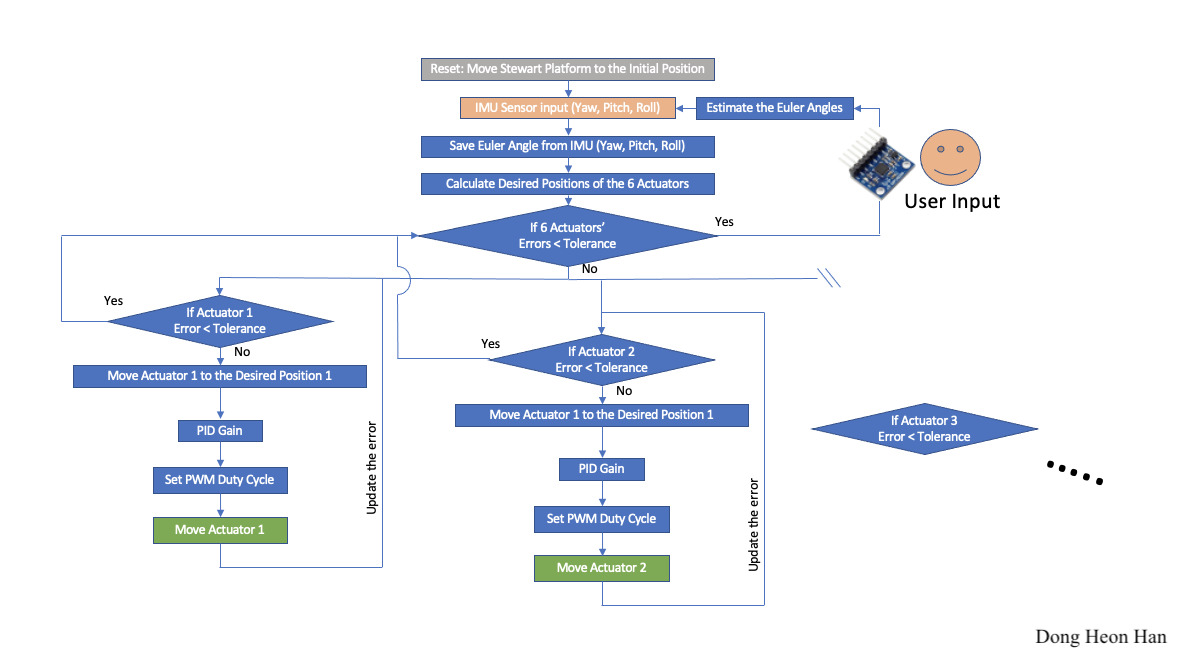 Reset: Move Stewart Platform to the Initial Position
IMU Sensor input (Yaw, Pitch, Roll)
Estimate the Euler Angles
Save Euler Angle from IMU (Yaw, Pitch, Roll)
Calculate Desired Positions of the 6 Actuators
User Input
If 6 Actuators’
Errors < Tolerance
Yes
No
Yes
If Actuator 1
Error < Tolerance
No
Move Actuator 1 to the Desired Position 1
PID Gain
Set PWM Duty Cycle
Move Actuator 1
Update the error
Yes
If Actuator 2
Error < Tolerance
No
Move Actuator 1 to the Desired Position 1
PID Gain
Set PWM Duty Cycle
Move Actuator 2
Update the error
If Actuator 3
Error < Tolerance
Dong Heon Han